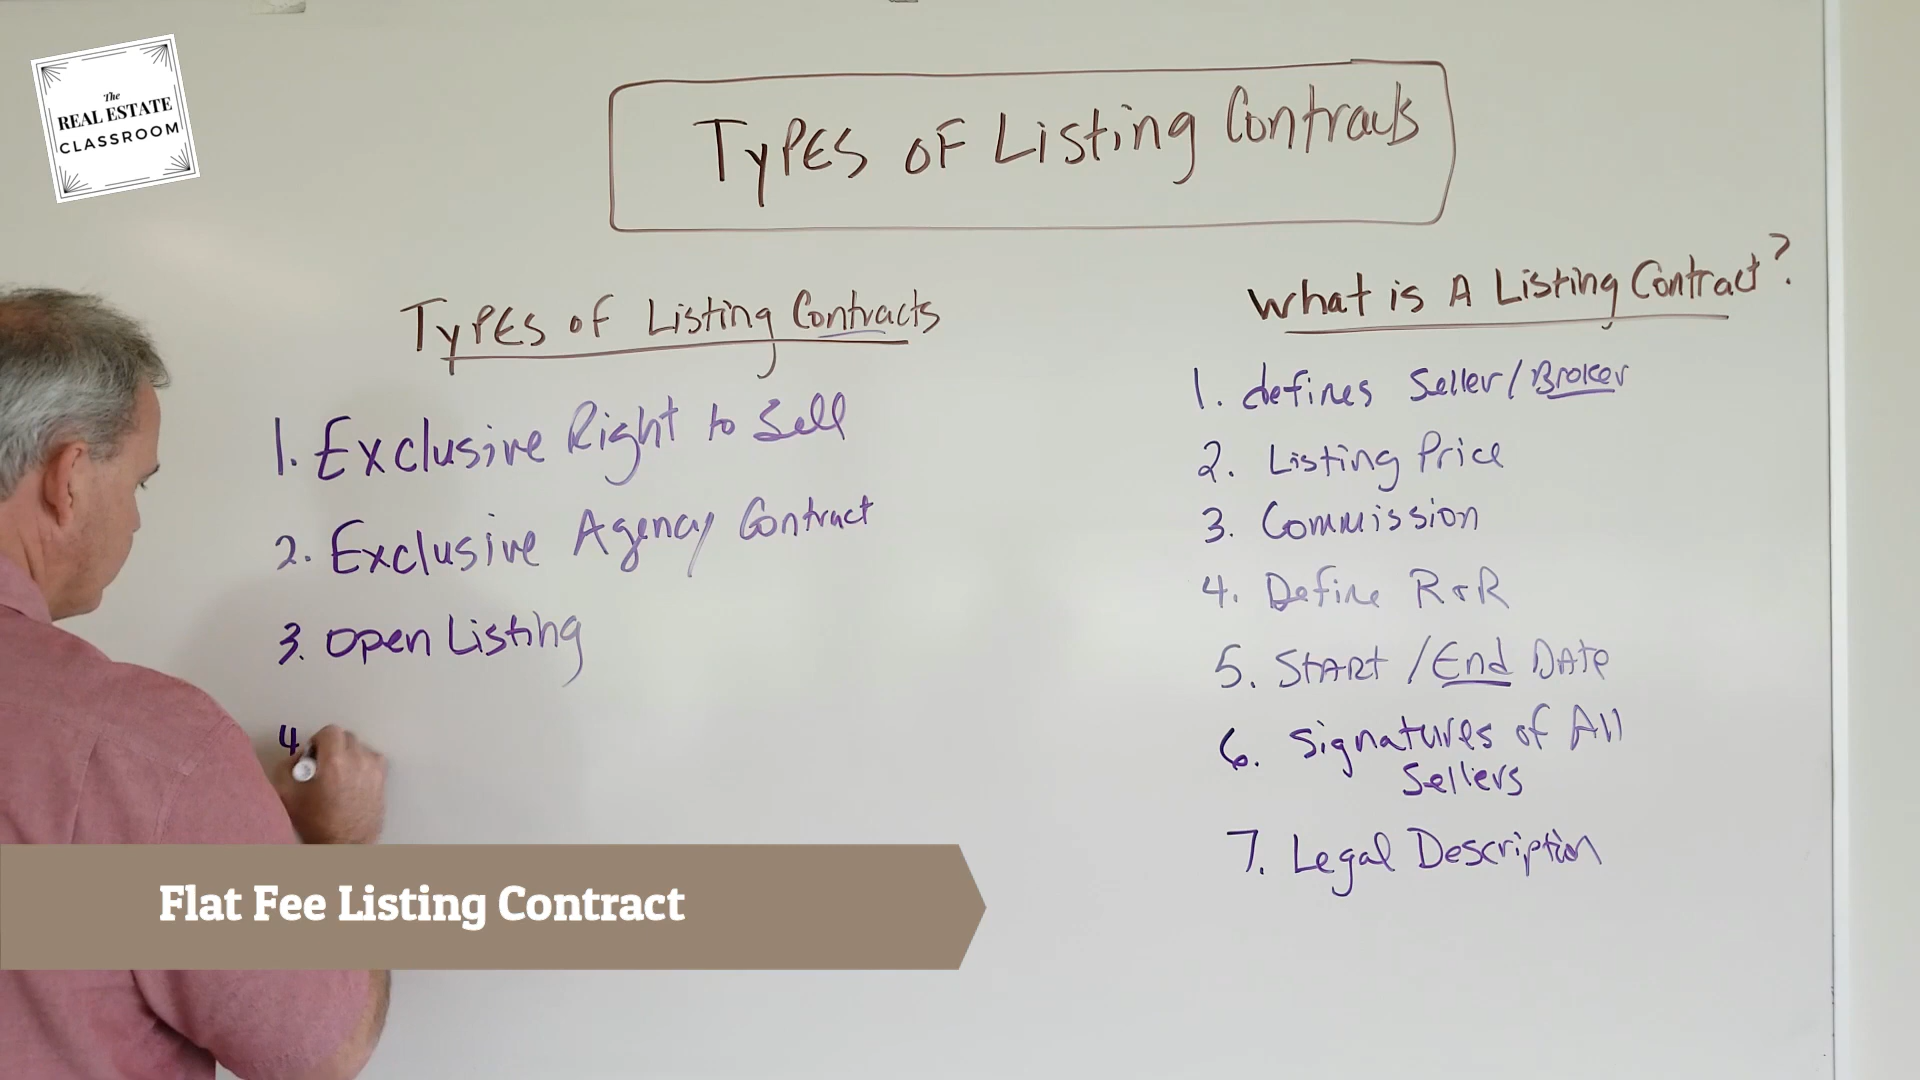 The
REAL ESTATE
CLASSROOM
TYPES OF Listing Contracts
TYPES of Listing Contracts
1. Exclusive Right to Sell
2. Exclusive Agency Contract
3. Open Listing
4
What is A Listing Contract?
1. defines Seller/Broker
2. Listing Price
3. Commission
4. Define R & R
5. START / End DATE
6. Signatures of All
Sellers
7. Legal Description
Flat Fee Listing Contract